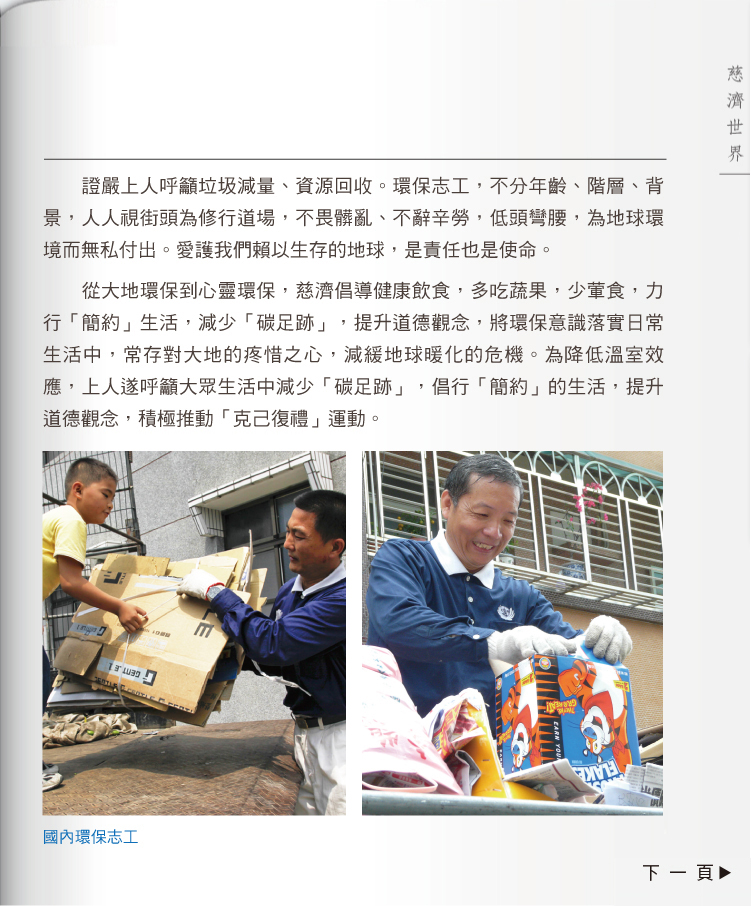 慈濟世界
證嚴上人呼籲垃圾減量、資源回收。環保志工，不分年齡、階層、背
景，人人視街頭為修行道場，不畏髒亂、不辭辛勞，低頭彎腰，為地球環
境而無私付出。愛護我們賴以生存的地球，是責任也是使命。
從大地環保到心靈環保，慈濟倡導健康飲食，多吃蔬果，少葷食，力
行「簡約」生活，減少「碳足跡」，提升道德觀念，將環保意識落實日常
生活中，常存對大地的疼惜之心，減緩地球暖化的危機。為降低溫室效
應，上人遂呼籲大眾生活中減少「碳足跡」，倡行「簡約」的生活，提升
道德觀念，積極推動「克己復禮」運動。
GENTLE
EARN YOUR
FLAKES
國內環保志工
下一頁▶